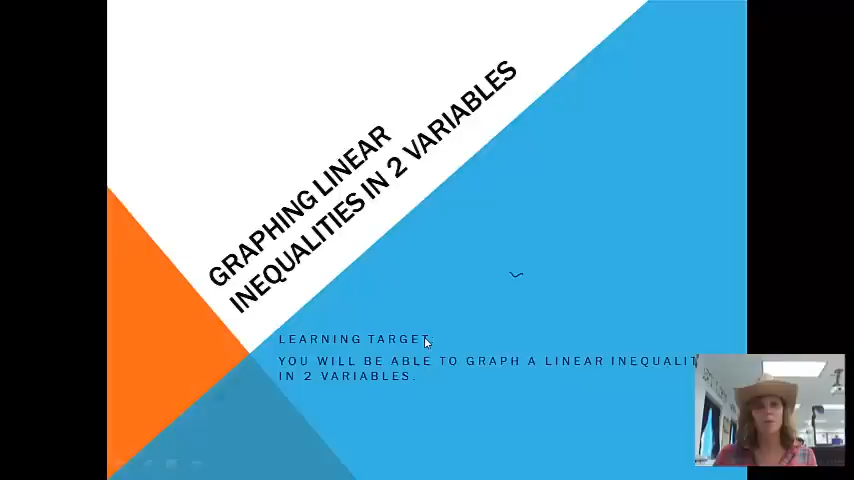 GRAPHING LINEAR
INEQUALITIES IN 2 VARIABLES
LEARNING TARGET:
YOU WILL BE ABLE TO GRAPH A LINEAR INEQUALIT
IN 2 VARIABLES.